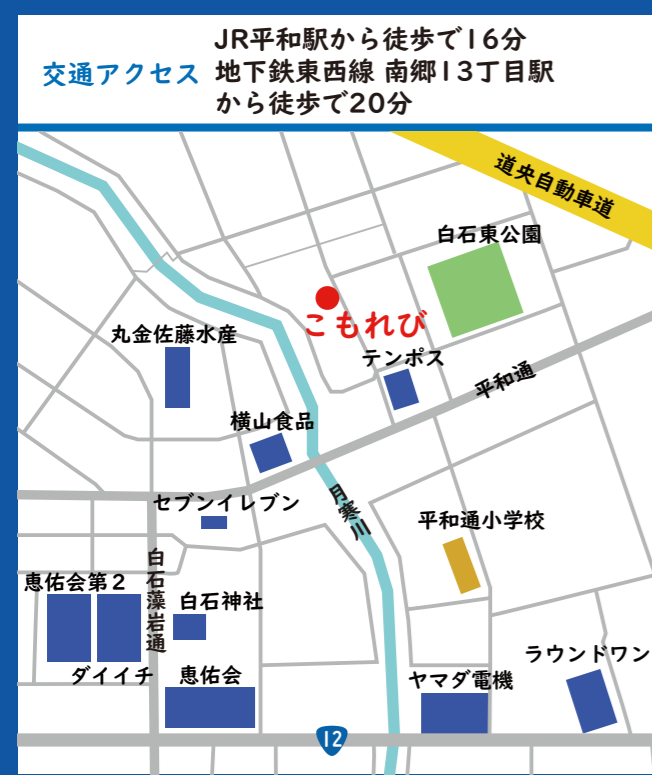 交通アクセス
JR平和駅から徒歩で16分
地下鉄東西線 南郷13丁目駅
から徒歩で20分
道央自動車道
白石東公園
こもれび
丸金佐藤水産
テンポス
平和通
横山食品
セブンイレブン
月寒川
平和通小学校
白石藻岩通
恵佑会第2
白石神社
ダイイチ
恵佑会
ヤマダ電機
ラウンドワン
12